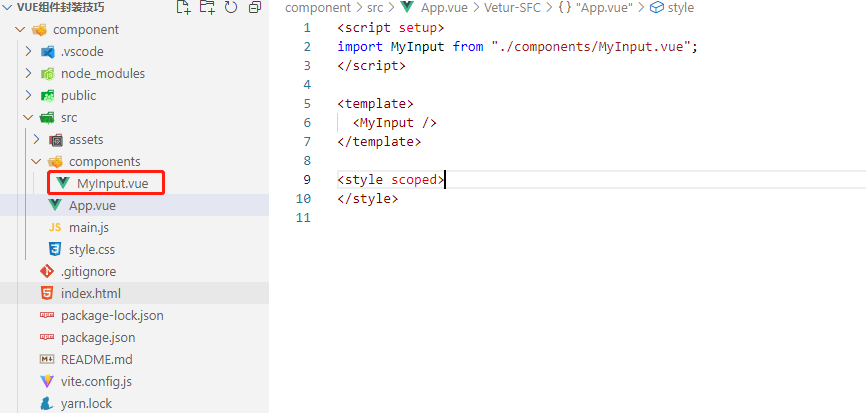 VUE组件封装技巧
component
.vscode
node_modules
public
src
assets
components
MyInput.vue
App.vue
JS main.js
style.css
.gitignore
index.html
package-lock.json
package.json
README.md
vite.config.js
yarn.lock
component > src > App.vue > Vetur-SFC > {} "App.vue" > style
1 <script setup>
2 import MyInput from "./components/MyInput.vue";
3 </script>
4
5 <template>
6 <MyInput />
7 </template>
8
9 <style scoped>
10 </style>
11